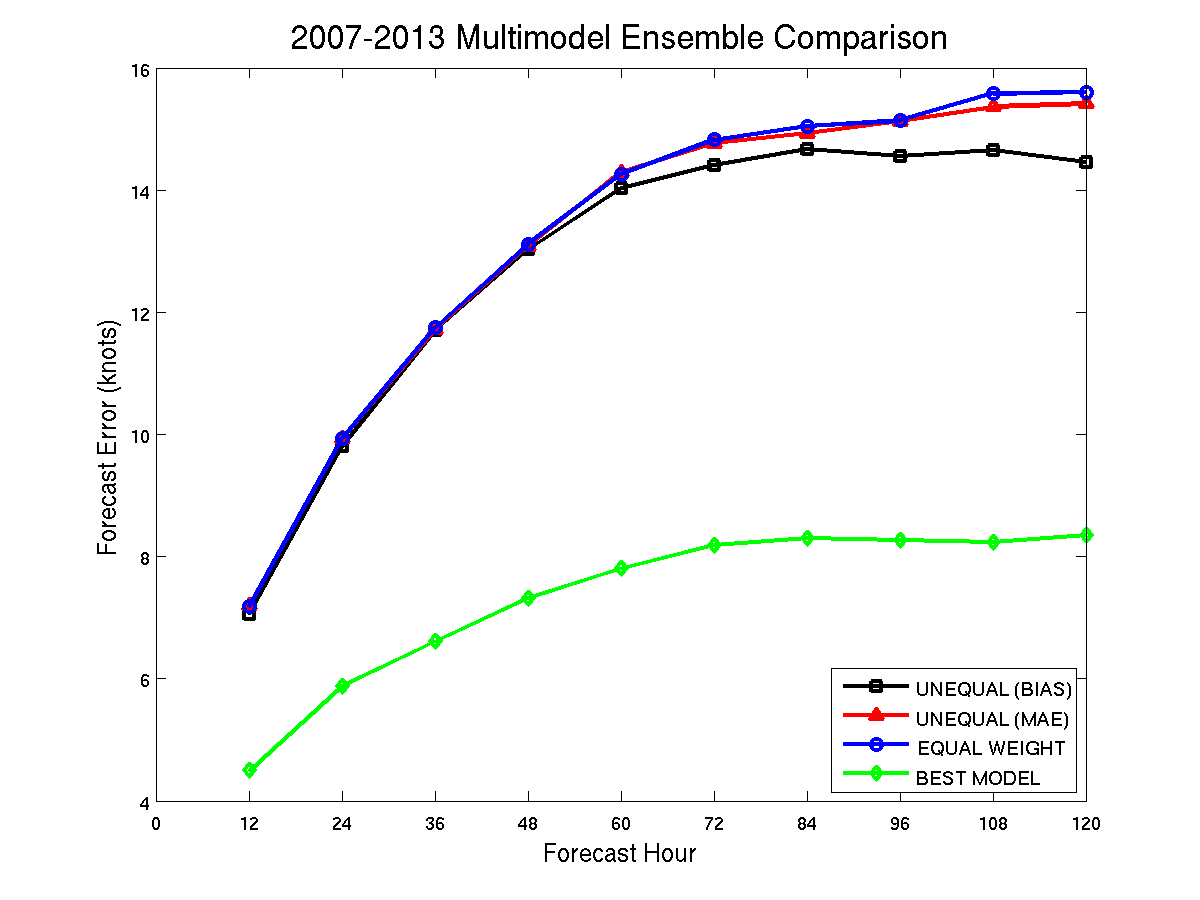 2007-2013 Multimodel Ensemble Comparison
16
14
12
10
8
6
4
Forecast Error (knots)
0 12 24 36 48 60 72 84 96 108 120
Forecast Hour
UNEQUAL (BIAS)
UNEQUAL (MAE)
EQUAL WEIGHT
BEST MODEL